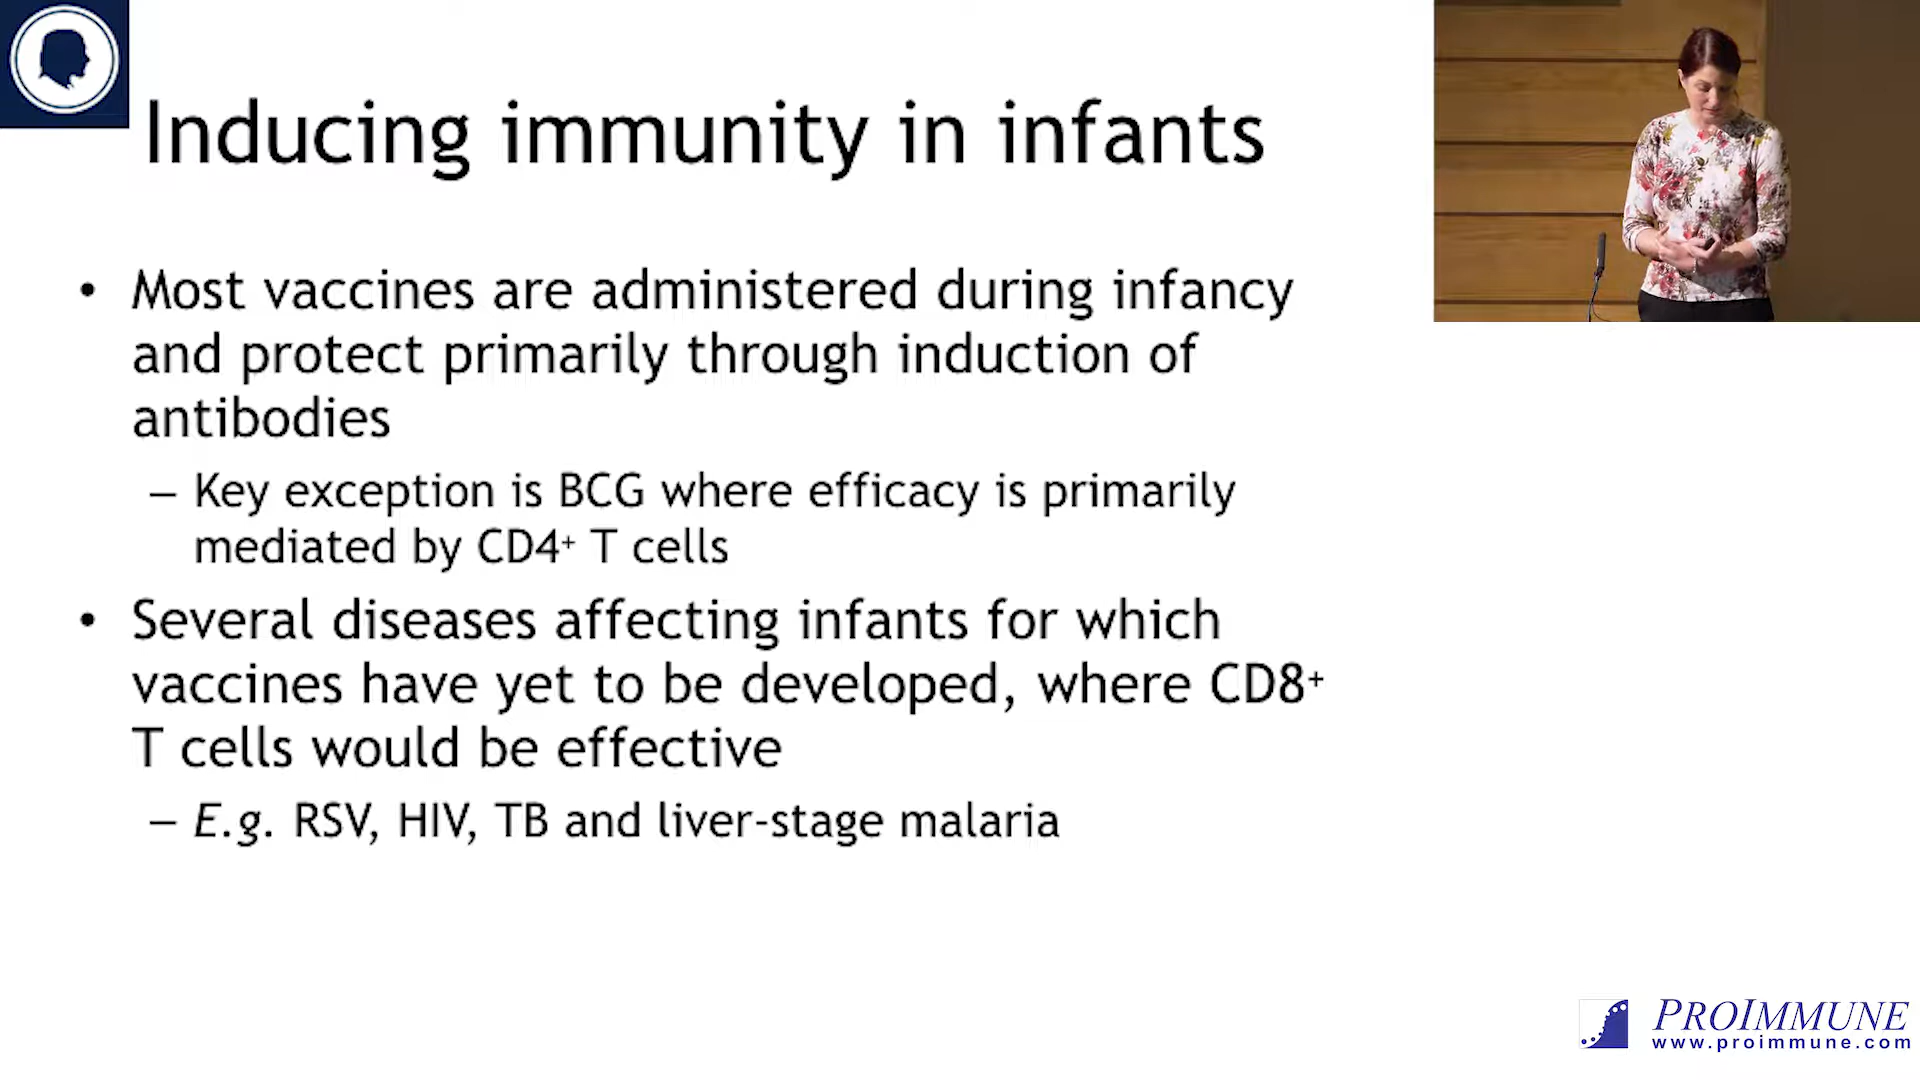 Inducing immunity in infants
• Most vaccines are administered during infancy
and protect primarily through induction of
antibodies
– Key exception is BCG where efficacy is primarily
mediated by CD4⁺ T cells
• Several diseases affecting infants for which
vaccines have yet to be developed, where CD8⁺
T cells would be effective
– E.g. RSV, HIV, TB and liver-stage malaria
PROIMMUNE
www.proimmune.com